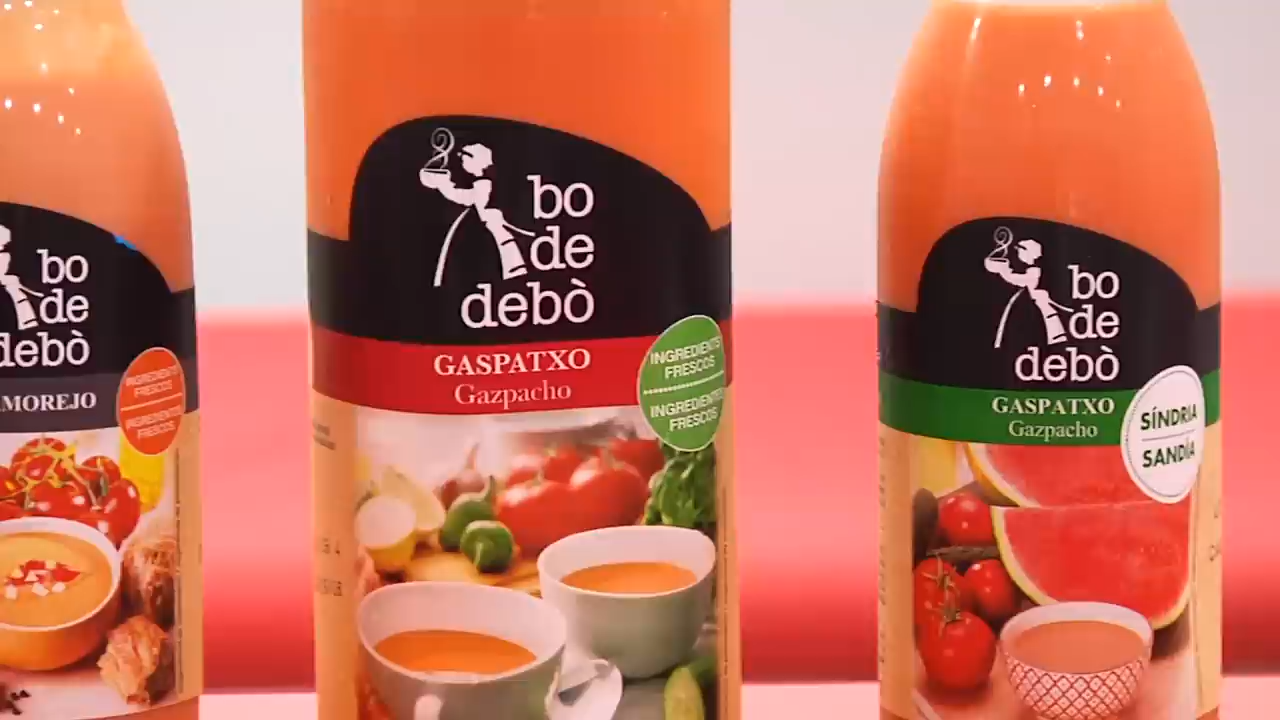 bo
de
debò
MOREJO
INGREDIENTS
FRESCOS
INGREDIENTES
FRESCOS
bo
de
debò
GASPATXO
Gazpacho
INGREDIENTS
FRESCOS
INGREDIENTES
FRESCOS
bo
de
debò
GASPATXO
Gazpacho
SÍNDRIA
SANDÍA